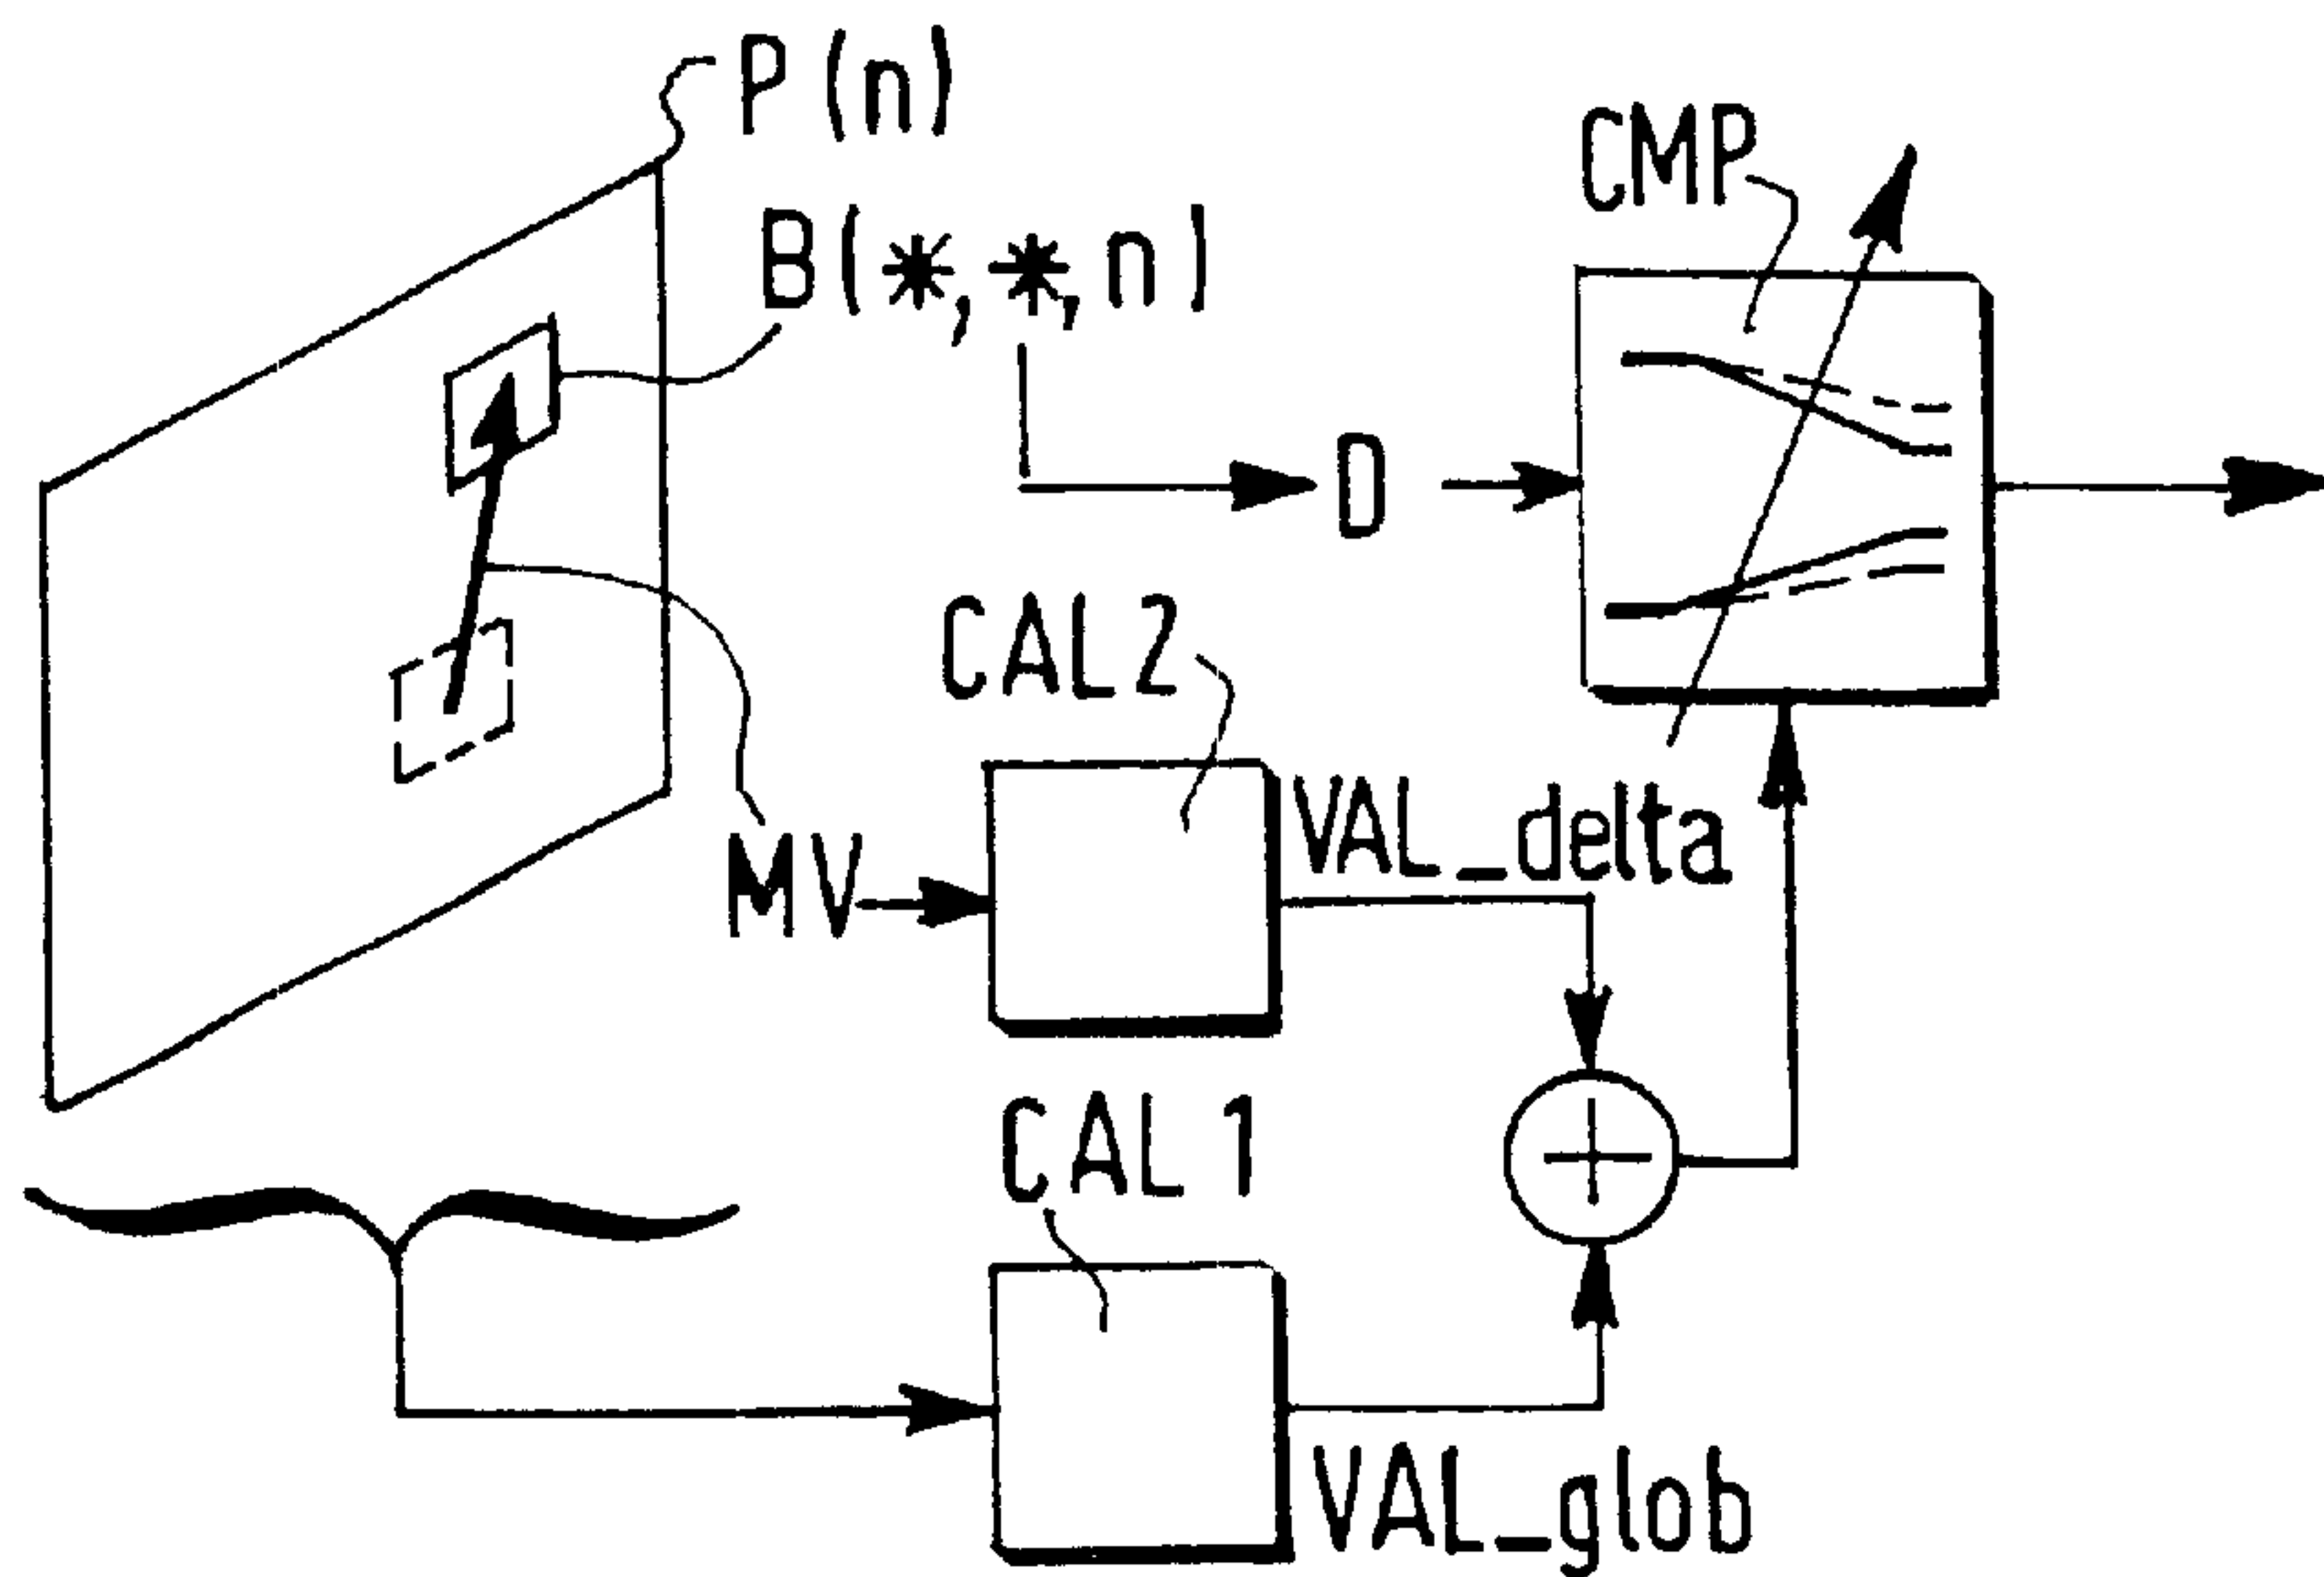 P(n)
CMP
B(*,*,n)
D
CAL2
VAL_delta
MV
CAL1
VAL_glob